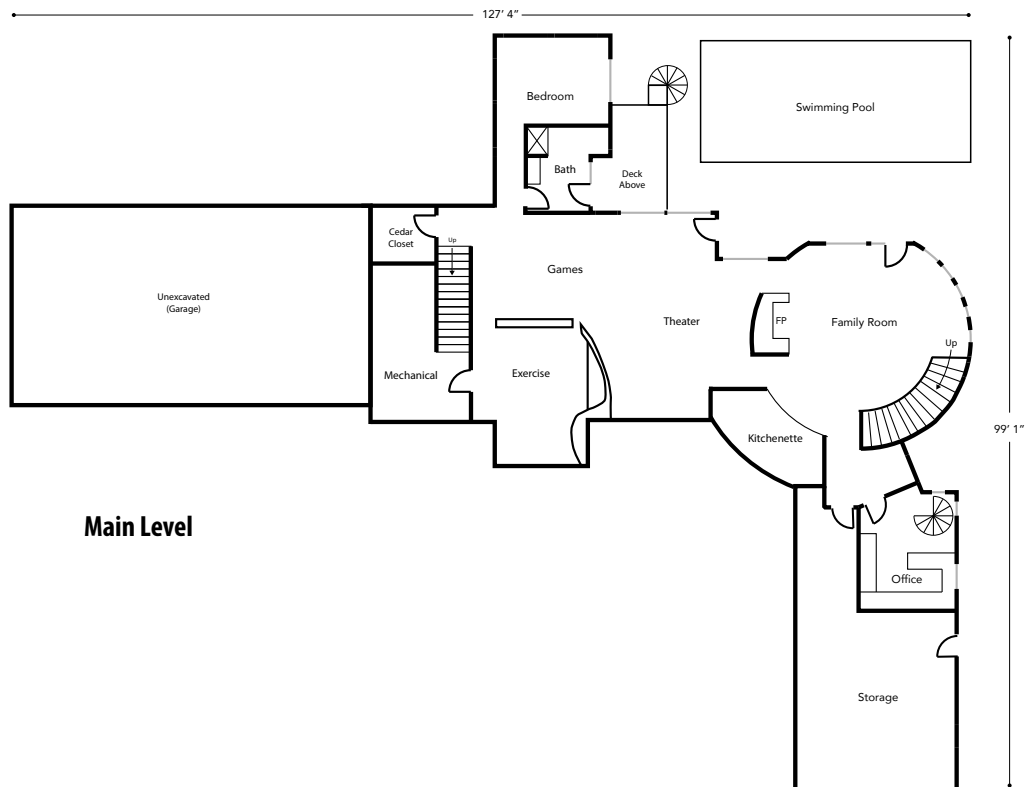 127' 4"
Bedroom
Swimming Pool
Bath
Deck
Above
Cedar
Closet
Up
Games
Unexcavated
(Garage)
Theater
FP
Family Room
Up
Mechanical
Exercise
99' 1"
Kitchenette
Main Level
Office
Storage